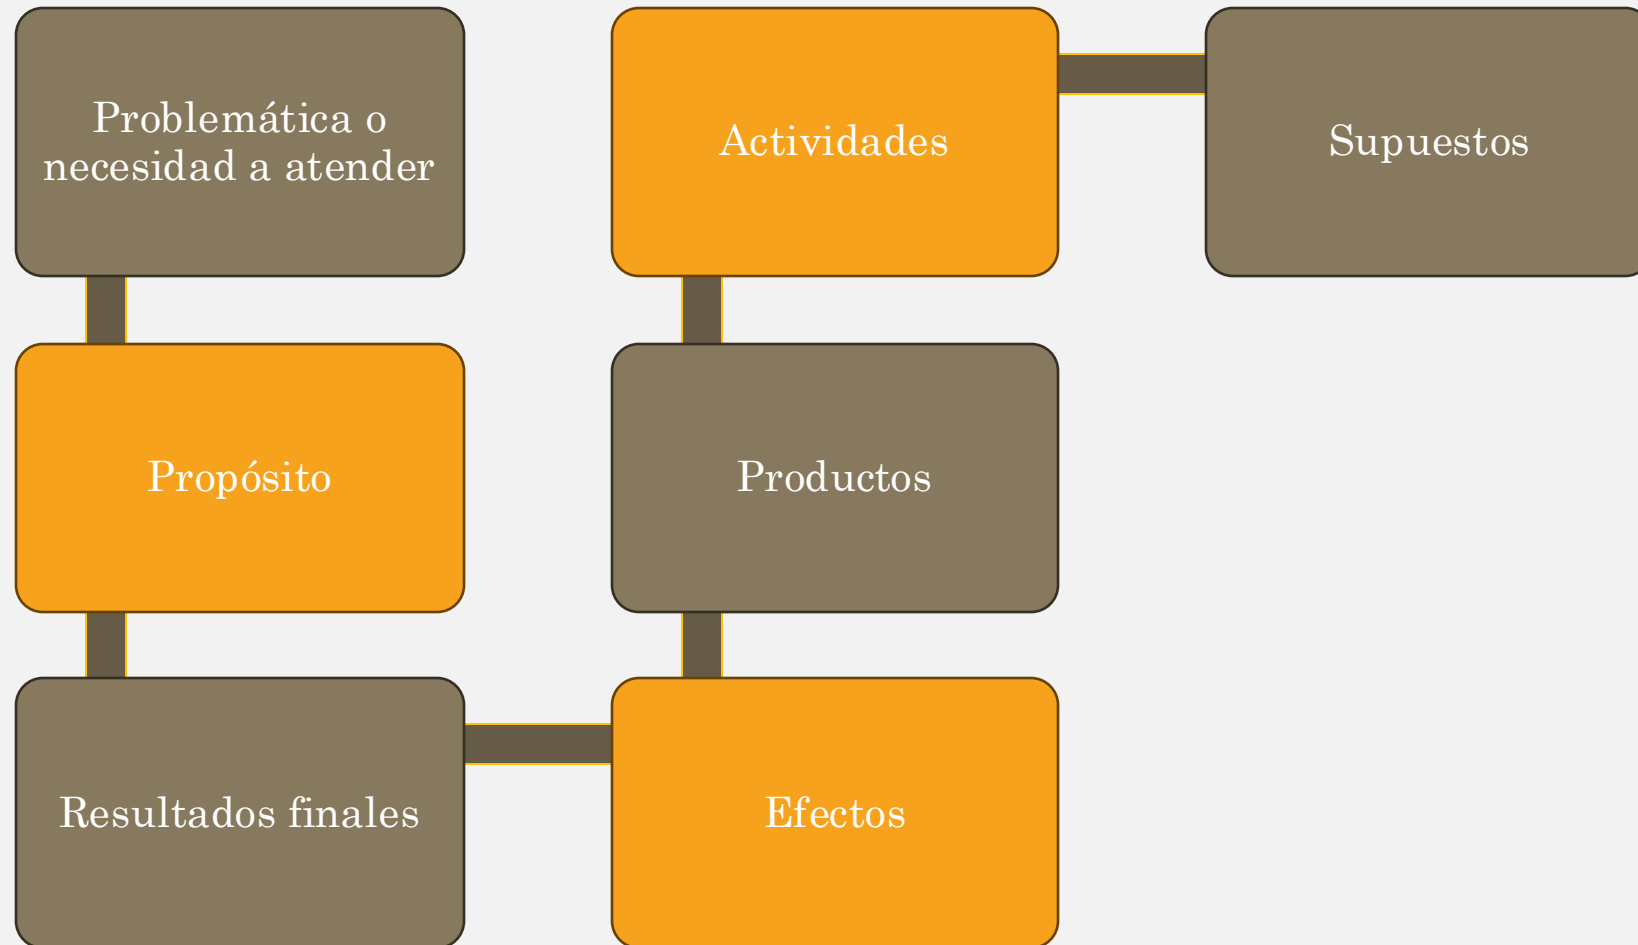 Problemática o
necesidad a atender
Propósito
Resultados finales
Efectos
Productos
Actividades
Supuestos